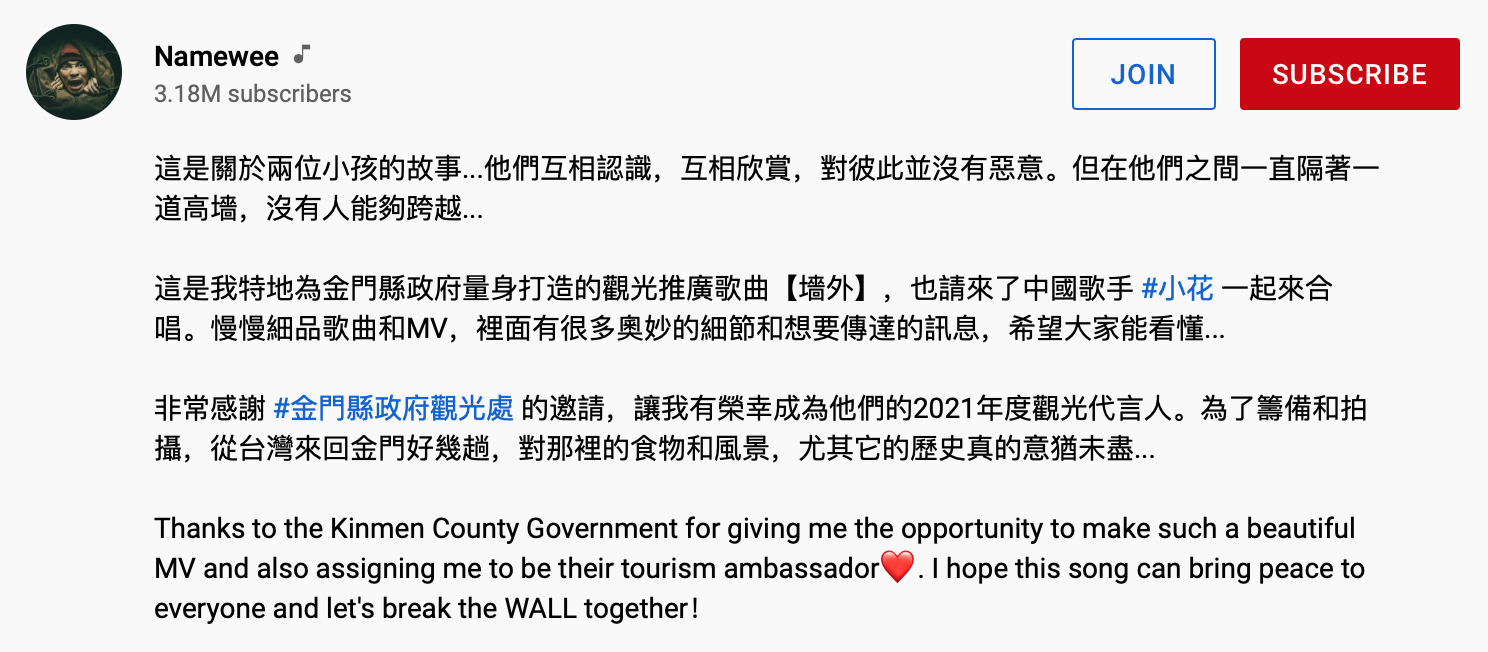 Namewee
3.18M subscribers
JOIN
SUBSCRIBE
這是關於兩位小孩的故事...他們互相認識，互相欣賞，對彼此並沒有惡意。但在他們之間一直隔著一
道高墻，沒有人能夠跨越...
這是我特地為金門縣政府量身打造的觀光推廣歌曲【墻外】，也請來了中國歌手 #小花 一起來合
唱。慢慢細品歌曲和MV，裡面有很多奧妙的細節和想要傳達的訊息，希望大家能看懂...
非常感謝 #金門縣政府觀光處 的邀請，讓我有榮幸成為他們的2021年度觀光代言人。為了籌備和拍
攝，從台灣來回金門好幾趟，對那裡的食物和風景，尤其它的歷史真的意猶未盡...
Thanks to the Kinmen County Government for giving me the opportunity to make such a beautiful
MV and also assigning me to be their tourism ambassador❤️. I hope this song can bring peace to
everyone and let's break the WALL together!